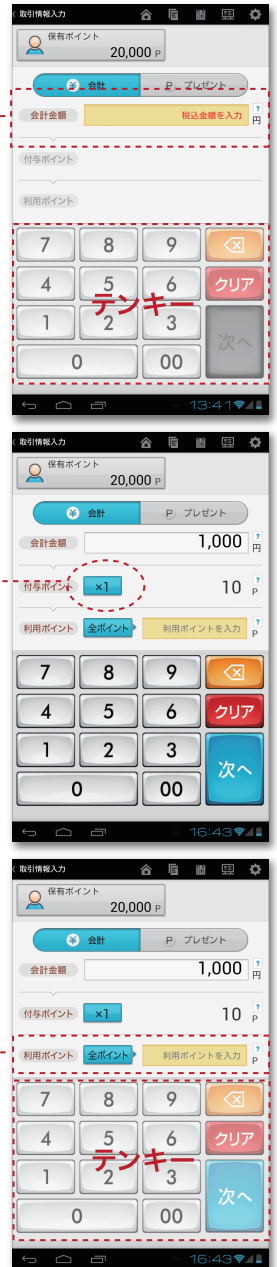 取引情報入力
保有ポイント
20,000 P
¥ 会計 P プレゼント
会計金額 税込金額を入力 ? 円
付与ポイント
利用ポイント
7 8 9
4 5 6 クリア
テンキー
1 2 3 次へ
0 00
13:41
取引情報入力
保有ポイント
20,000 P
¥ 会計 P プレゼント
会計金額 1,000 ? 円
付与ポイント ×1 10 ? P
利用ポイント 全ポイント 利用ポイントを入力 ? P
7 8 9
4 5 6 クリア
1 2 3 次へ
0 00
16:43
取引情報入力
保有ポイント
20,000 P
¥ 会計 P プレゼント
会計金額 1,000 ? 円
付与ポイント ×1 10 ? P
利用ポイント 全ポイント 利用ポイントを入力 ? P
7 8 9
4 5 6 クリア
テンキー
1 2 3 次へ
0 00
16:43